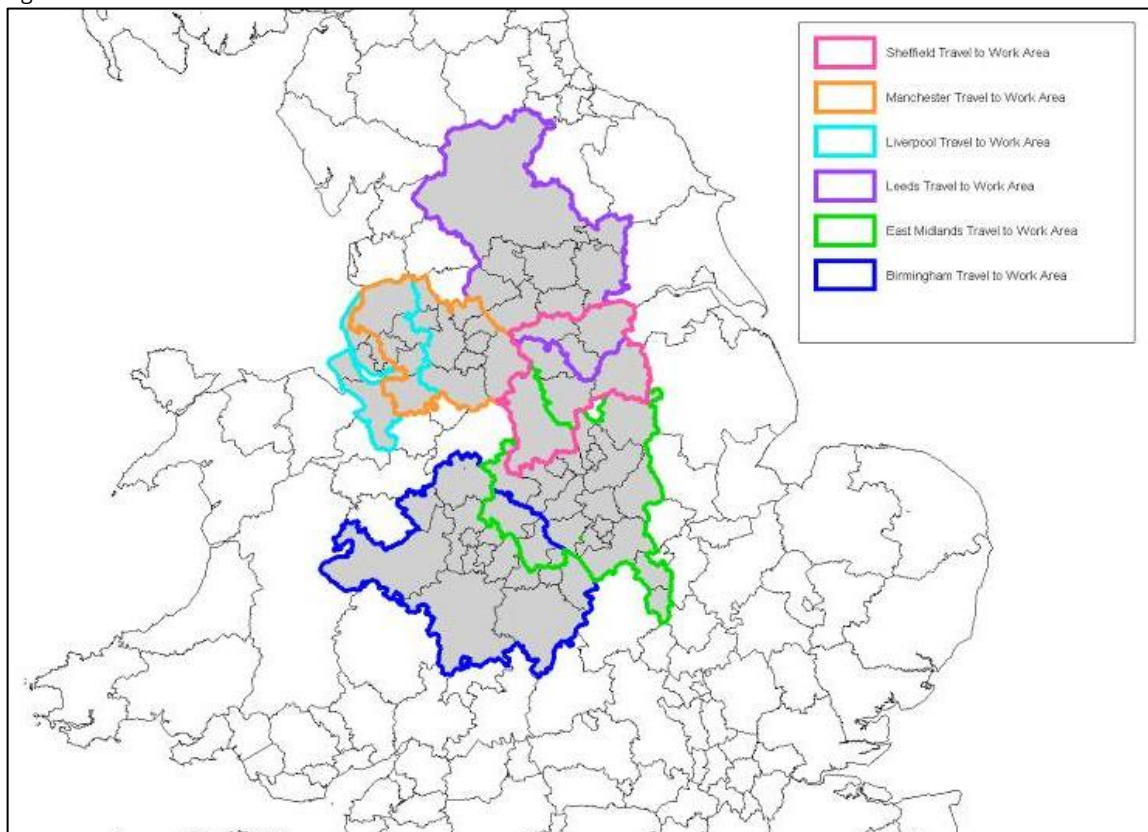 Sheffield Travel to Work Area
Manchester Travel to Work Area
Liverpool Travel to Work Area
Leeds Travel to Work Area
East Midlands Travel to Work Area
Birmingham Travel to Work Area